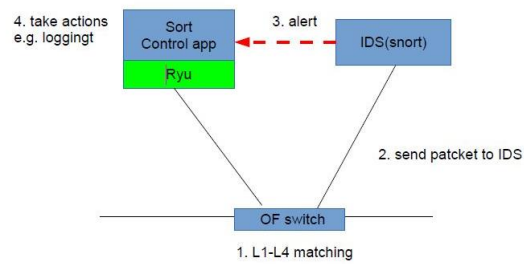 4. take actions
e.g. loggingt
Sort
Control app
Ryu
3. alert
IDS(snort)
2. send patcket to IDS
OF switch
1. L1-L4 matching